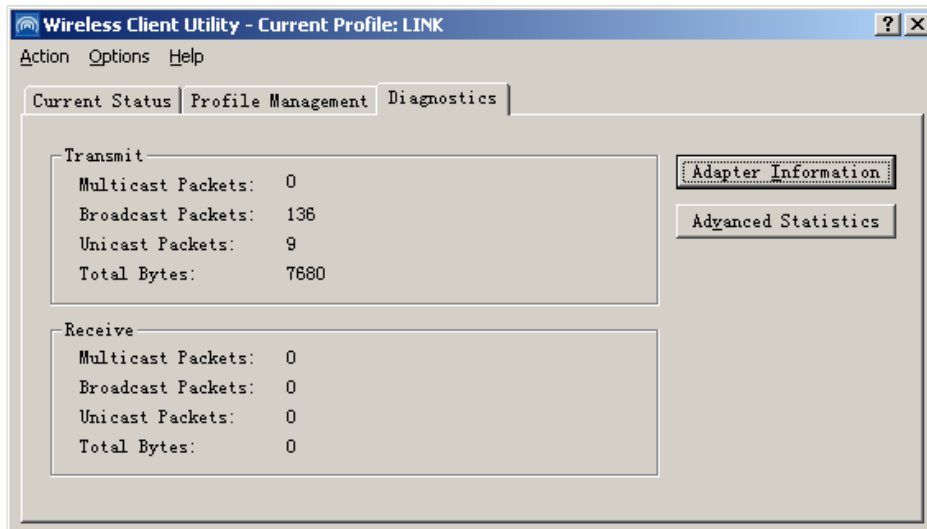 Wireless Client Utility - Current Profile: LINK
Action Options Help
Current Status Profile Management Diagnostics
Transmit
Multicast Packets: 0
Broadcast Packets: 136
Unicast Packets: 9
Total Bytes: 7680
Adapter Information
Advanced Statistics
Receive
Multicast Packets: 0
Broadcast Packets: 0
Unicast Packets: 0
Total Bytes: 0